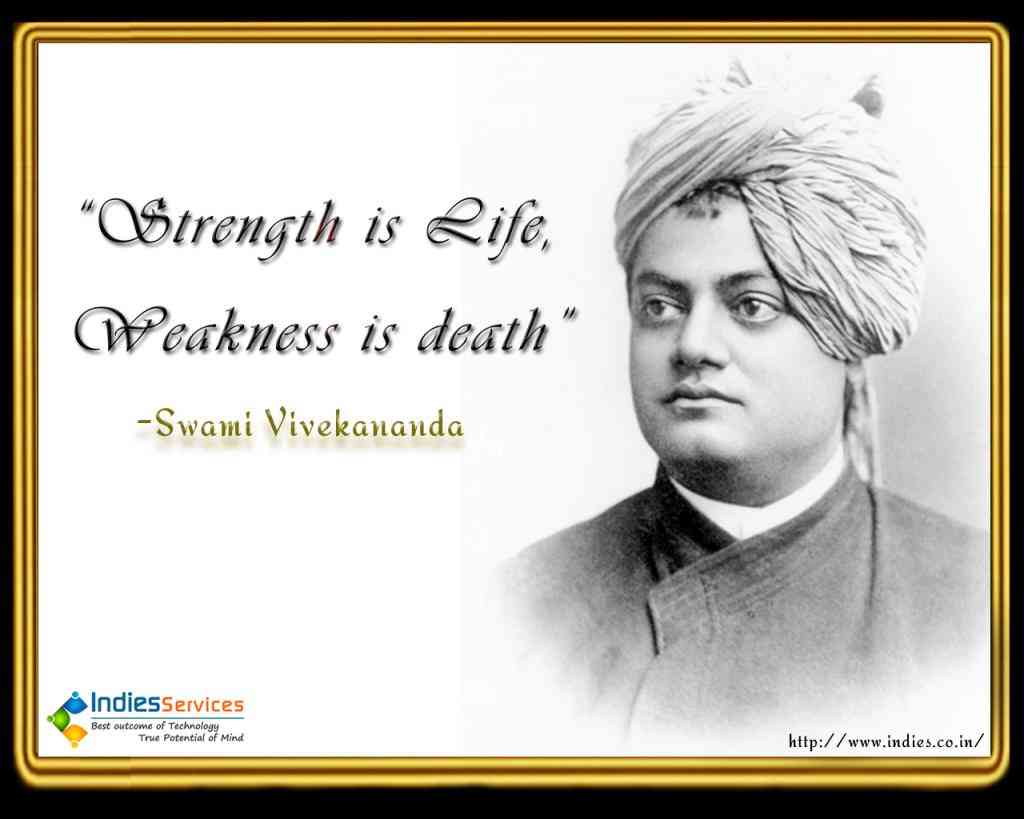 “Strength is Life,
Weakness is death”
-Swami Vivekananda
IndiesServices
Best outcome of Technology
True Potential of Mind
http://www.indies.co.in/